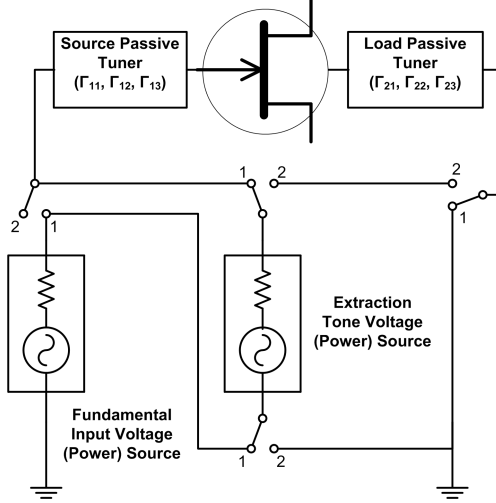 Source Passive
Tuner
(Γ11, Γ12, Γ13)
Load Passive
Tuner
(Γ21, Γ22, Γ23)
1
2
2
2
1
1
Extraction
Tone Voltage
(Power) Source
Fundamental
Input Voltage
(Power) Source
1
2